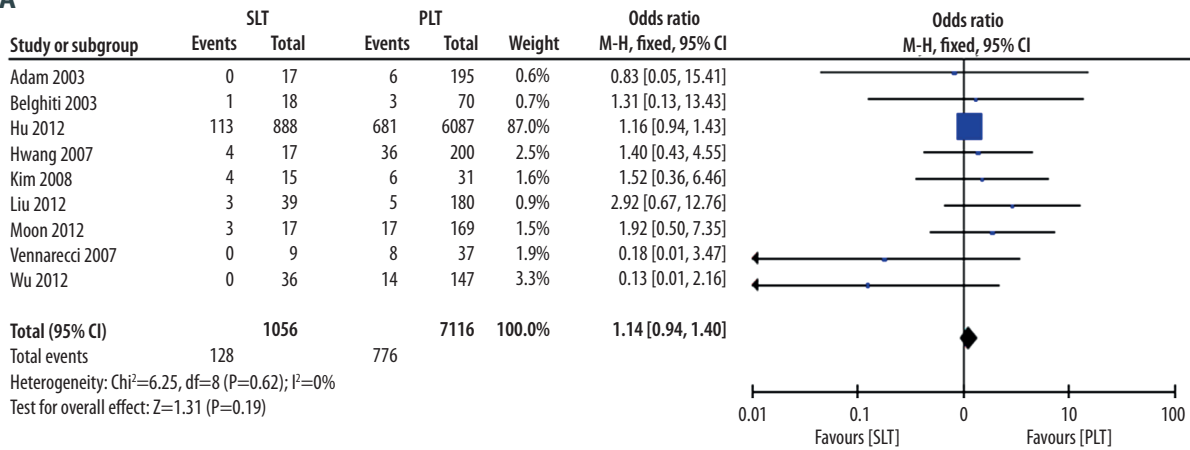 A
SLT PLT Odds ratio Odds ratio
Study or subgroup Events Total Events Total Weight M-H, fixed, 95% CI M-H, fixed, 95% CI
Adam 2003 0 17 6 195 0.6% 0.83 [0.05, 15.41]
Belghiti 2003 1 18 3 70 0.7% 1.31 [0.13, 13.43]
Hu 2012 113 888 681 6087 87.0% 1.16 [0.94, 1.43]
Hwang 2007 4 17 36 200 2.5% 1.40 [0.43, 4.55]
Kim 2008 4 15 6 31 1.6% 1.52 [0.36, 6.46]
Liu 2012 3 39 5 180 0.9% 2.92 [0.67, 12.76]
Moon 2012 3 17 17 169 1.5% 1.92 [0.50, 7.35]
Vennarecci 2007 0 9 8 37 1.9% 0.18 [0.01, 3.47]
Wu 2012 0 36 14 147 3.3% 0.13 [0.01, 2.16]
Total (95% CI) 1056 7116 100.0% 1.14 [0.94, 1.40]
Total events 128 776
Heterogeneity: Chi²=6.25, df=8 (P=0.62); I²=0%
Test for overall effect: Z=1.31 (P=0.19)
0.01 0.1 0 10 100
Favours [SLT] Favours [PLT]